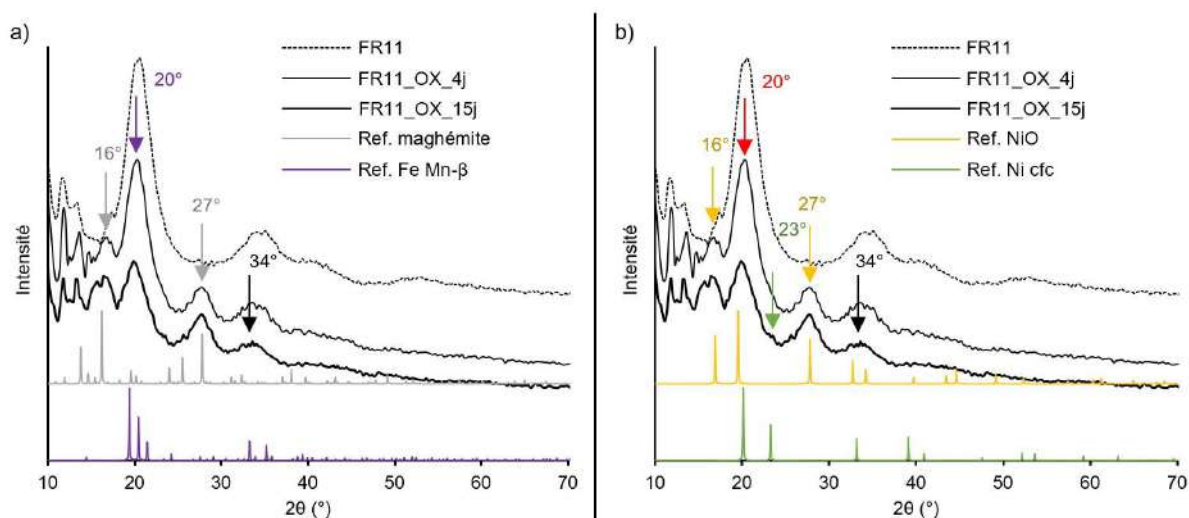 a)
FR11
FR11_OX_4j
FR11_OX_15j
Ref. maghémite
Ref. Fe Mn-β
20°
16°
27°
34°
Intensité
10 20 30 40 50 60 70
2θ (°)
b)
FR11
FR11_OX_4j
FR11_OX_15j
Ref. NiO
Ref. Ni cfc
20°
16°
27°
23°
34°
Intensité
10 20 30 40 50 60 70
2θ (°)